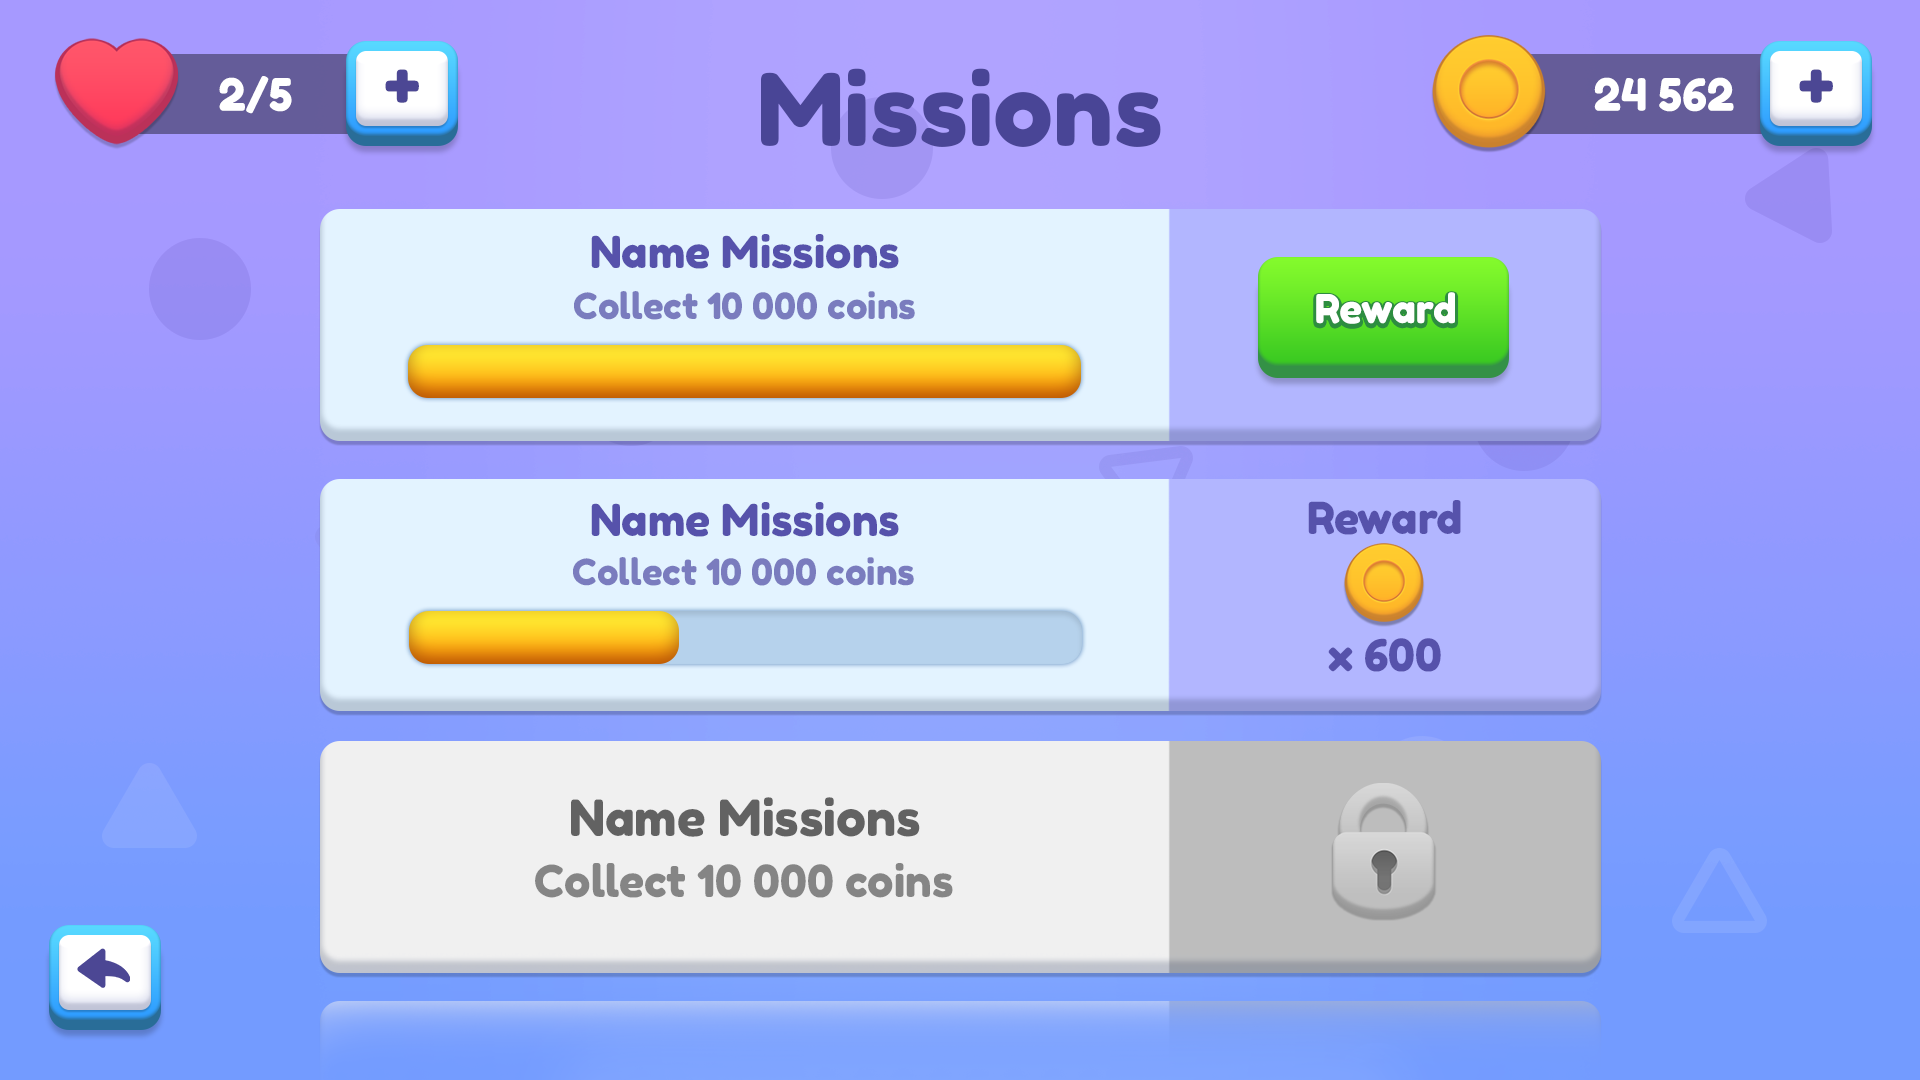 2/5
+
Missions
24 562
+
Name Missions
Collect 10 000 coins
Reward
Name Missions
Collect 10 000 coins
Reward
x 600
Name Missions
Collect 10 000 coins